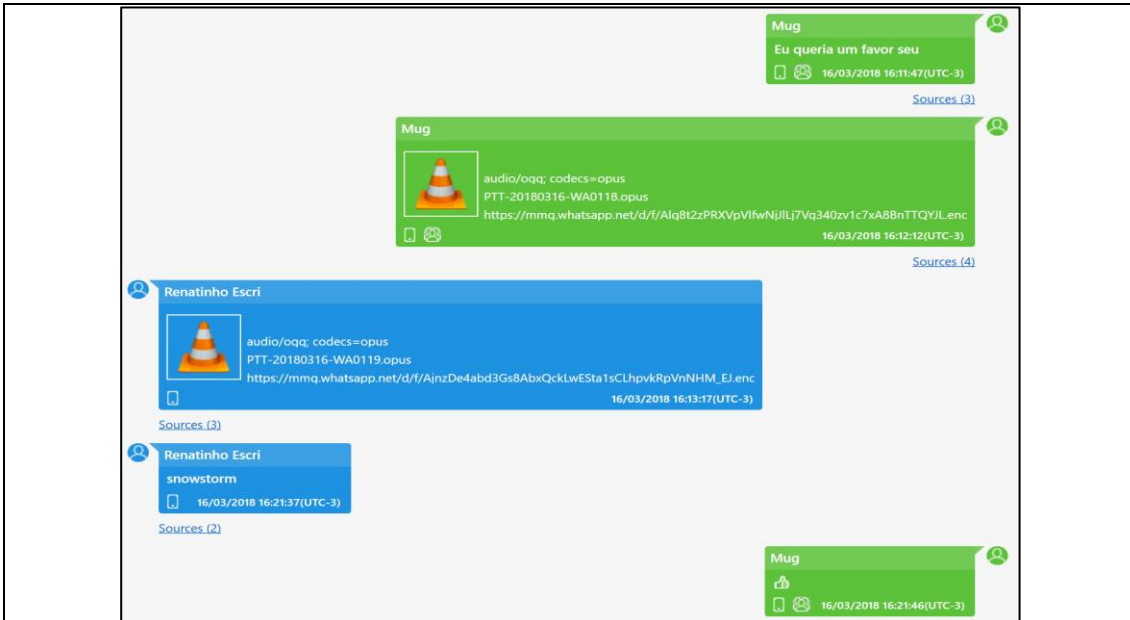 Mug
Eu queria um favor seu
16/03/2018 16:11:47(UTC-3)
Sources (3)
Mug
audio/oqq; codecs=opus
PTT-20180316-WA0118.opus
https://mmq.whatsapp.net/d/f/Alq8t2zPRXVpVlfwNjJlLj7Vq340zv1c7xA8BnTTQYJL.enc
16/03/2018 16:12:12(UTC-3)
Sources (4)
Renatinho Escri
audio/oqq; codecs=opus
PTT-20180316-WA0119.opus
https://mmq.whatsapp.net/d/f/AjnzDe4abd3Gs8AbxQckLwESta1sCLhpvkRpVnNHM_EJ.enc
16/03/2018 16:13:17(UTC-3)
Sources (3)
Renatinho Escri
snowstorm
16/03/2018 16:21:37(UTC-3)
Sources (2)
Mug
👍
16/03/2018 16:21:46(UTC-3)